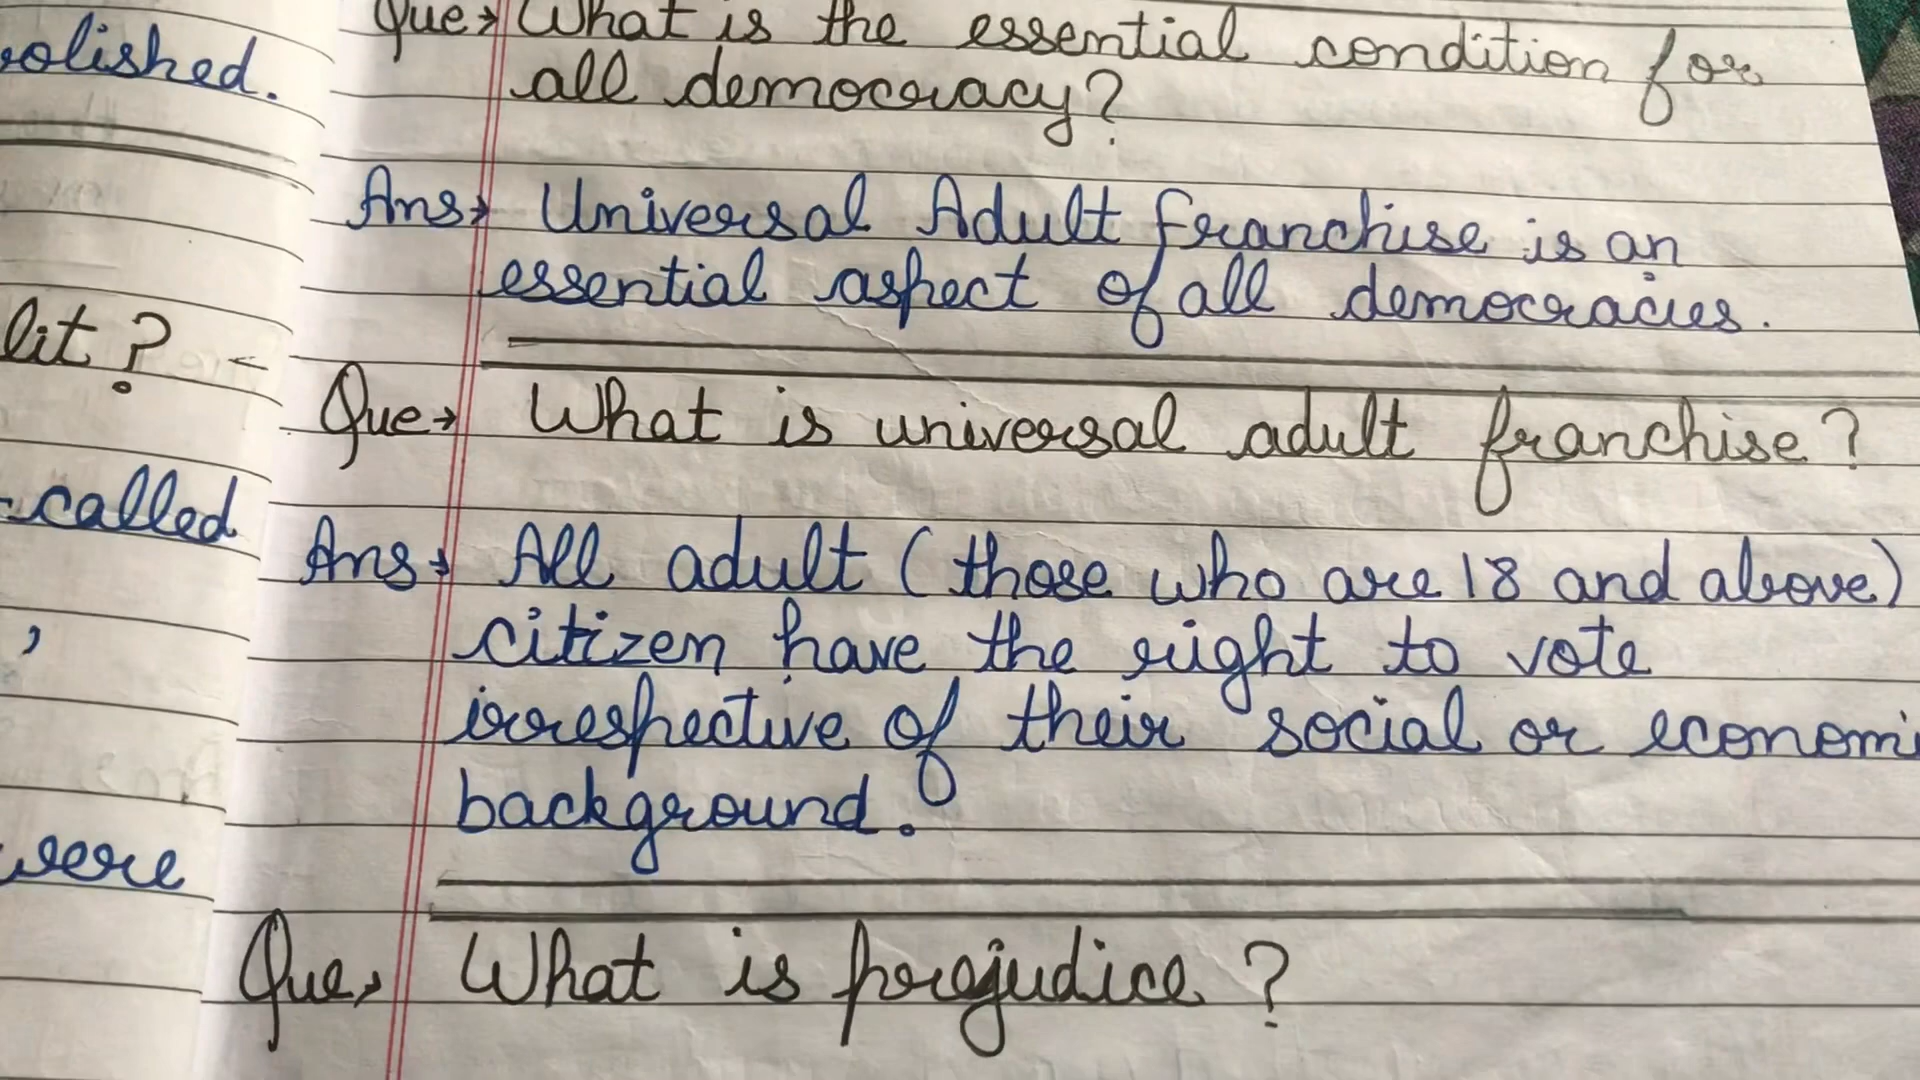 olished.
lit?
called
,
were
Que→ What is the essential condition for
all democracy?
Ans→ Universal Adult franchise is an
essential aspect of all democracies.
Que→ What is universal adult franchise?
Ans→ All adult (those who are 18 and above)
citizen have the right to vote
irrespective of their social or economi
background.
Que→ What is prejudice?